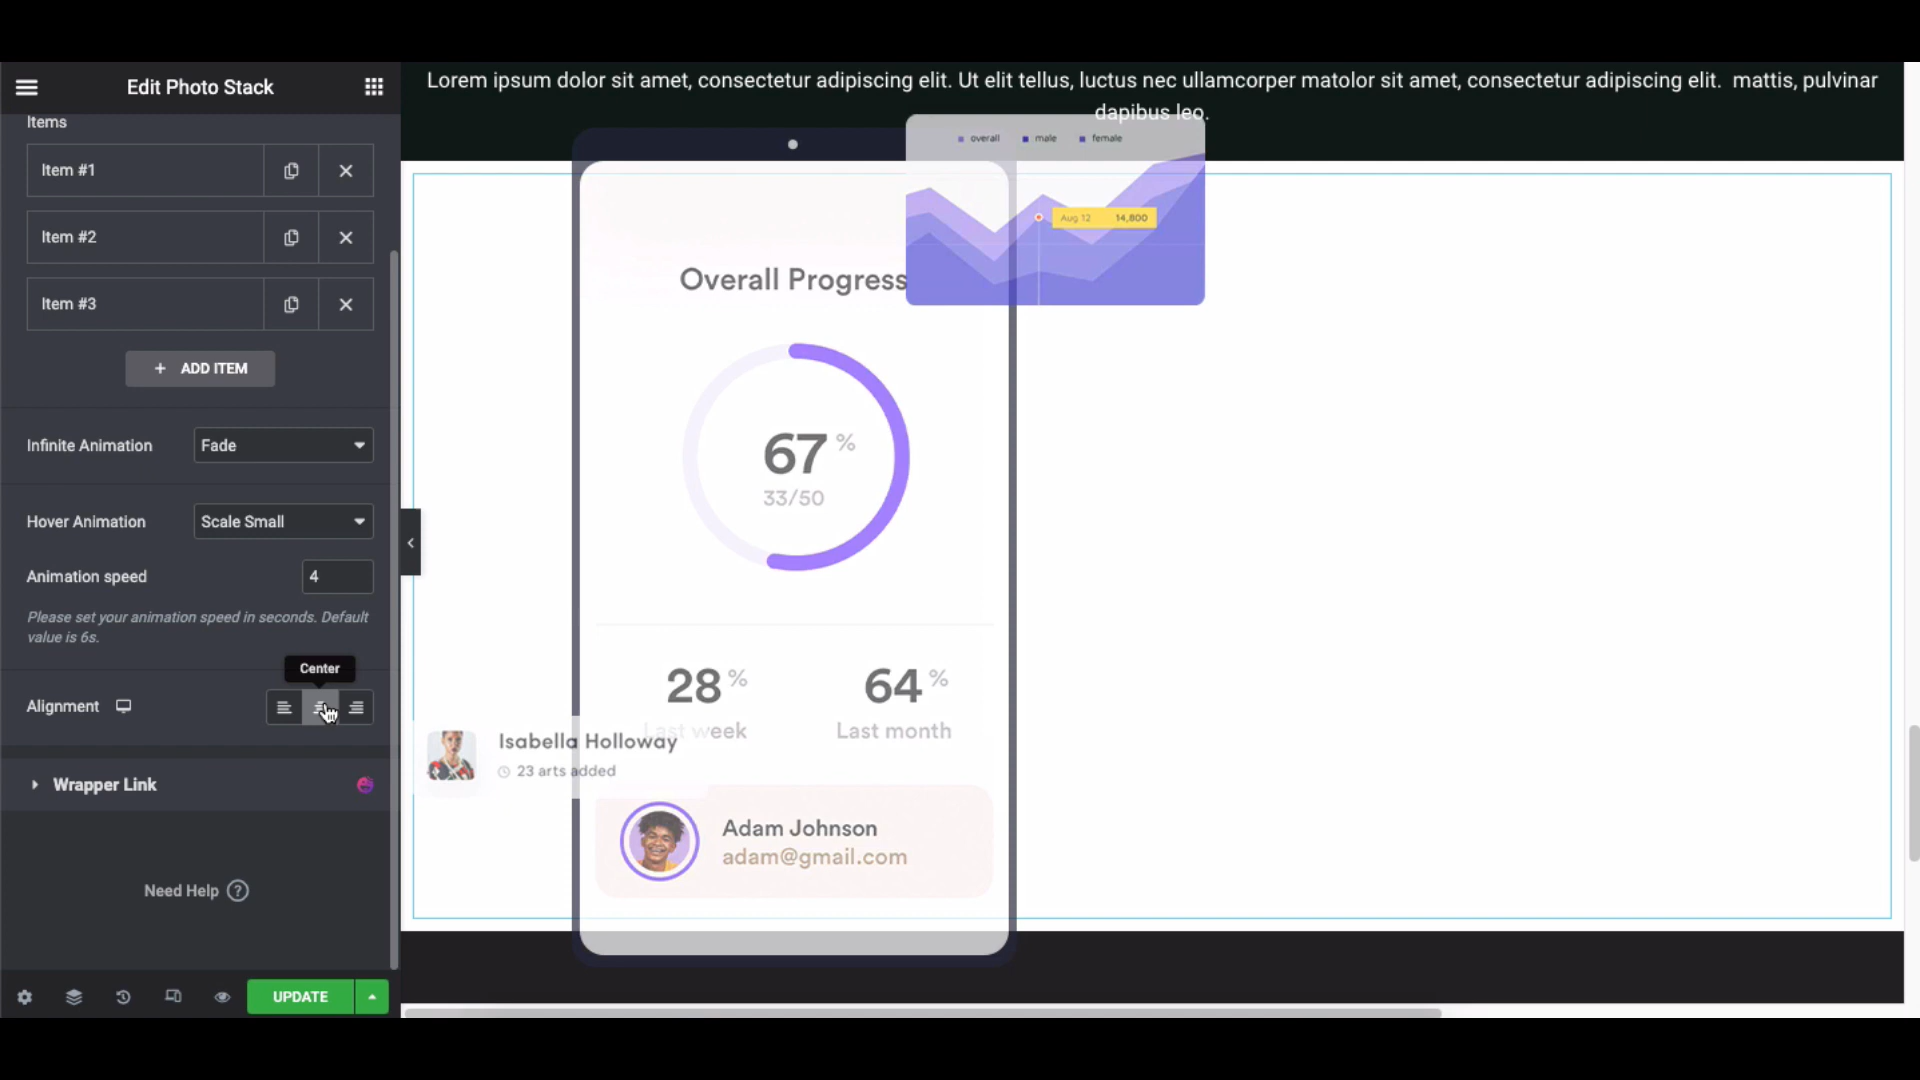 Edit Photo Stack
Items
Item #1
Item #2
Item #3
+ ADD ITEM
Infinite Animation
Fade
Hover Animation
Scale Small
Animation speed
4
Please set your animation speed in seconds. Default
value is 6s.
Center
Alignment
Wrapper Link
Need Help ?
UPDATE
Lorem ipsum dolor sit amet, consectetur adipiscing elit. Ut elit tellus, luctus nec ullamcorper matolor sit amet, consectetur adipiscing elit. mattis, pulvinar
dapibus leo.
overall male female
Aug 12 14,800
Overall Progress
67 %
33/50
28 % 64 %
Last week Last month
Isabella Holloway
23 arts added
Adam Johnson
adam@gmail.com